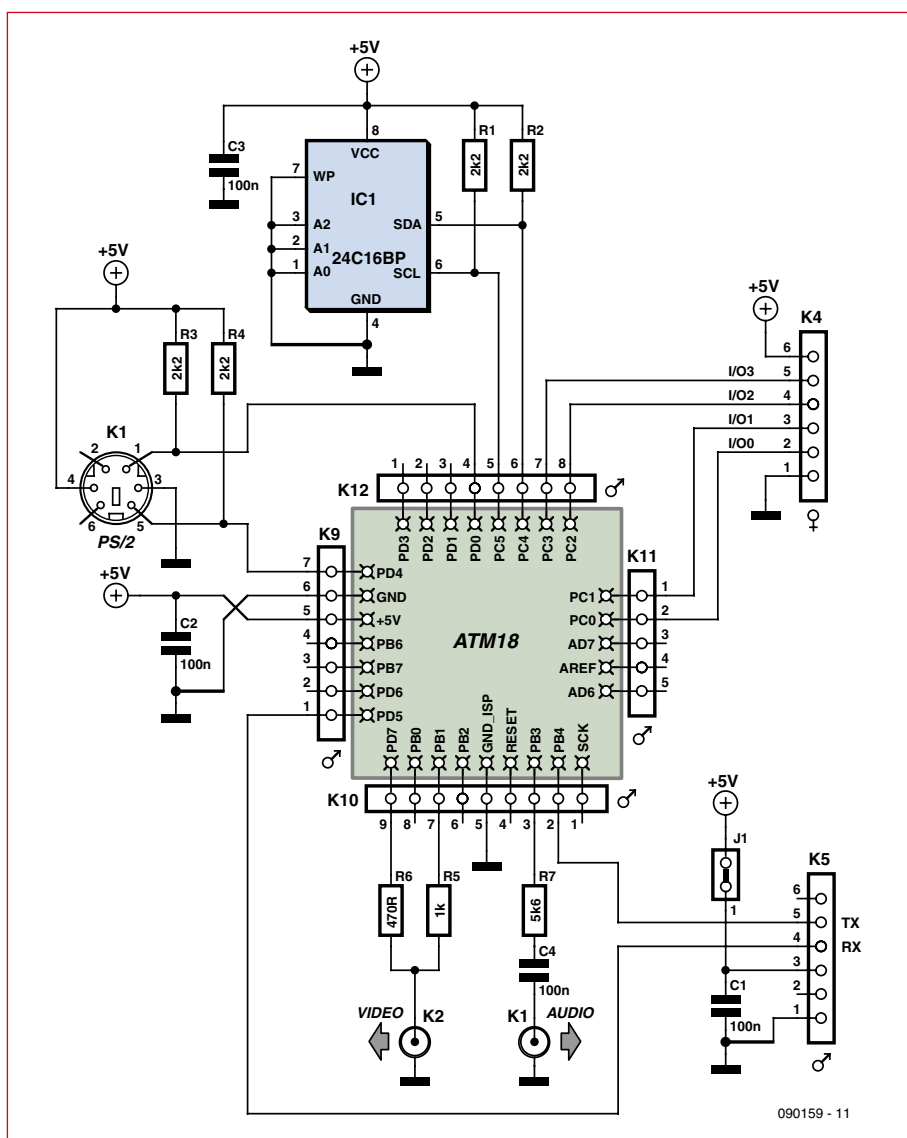 +5V
C3
100n
8
VCC
7
WP
IC1
3
A2
SDA
5
2
A1
24C16BP
1
A0
SCL
6
GND
4
R1
2k2
R2
2k2
+5V
R3
2k2
R4
2k2
K1
2
1
4
3
6
5
PS/2
+5V
K4
6
I/O3
5
I/O2
4
I/O1
3
I/O0
2
1
♀
K12
1
2
3
4
5
6
7
8
♂
PD3
PD2
PD1
PD0
PC5
PC4
PC3
PC2
+5V
C2
100n
K9
7
PD4
6
GND
5
+5V
4
PB6
3
PB7
2
PD6
1
PD5
♂
ATM18
K11
PC1
1
PC0
2
AD7
3
AREF
4
AD6
5
♂
PD7
PB0
PB1
PB2
GND_ISP
RESET
PB3
PB4
SCK
K10
♂
9
8
7
6
5
4
3
2
1
R6
470R
R5
1k
R7
5k6
C4
100n
VIDEO
K2
K1
AUDIO
+5V
J1
1
K5
6
5
TX
4
RX
3
2
1
C1
100n
♂
090159 - 11